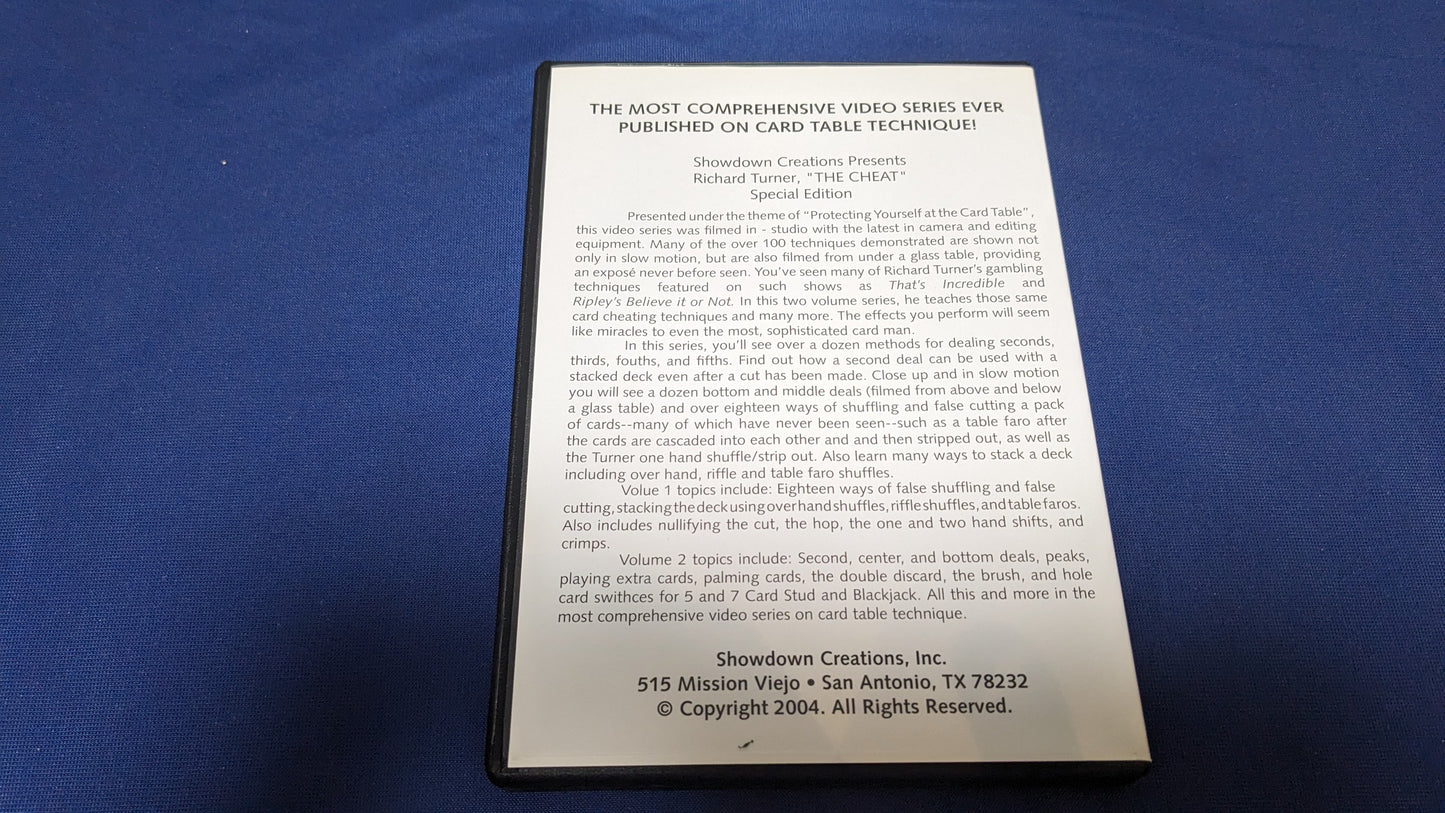 THE MOST COMPREHENSIVE VIDEO SERIES EVER
PUBLISHED ON CARD TABLE TECHNIQUE!
Showdown Creations Presents
Richard Turner, "THE CHEAT"
Special Edition
Presented under the theme of “Protecting Yourself at the Card Table”,
this video series was filmed in - studio with the latest in camera and editing
equipment. Many of the over 100 techniques demonstrated are shown not
only in slow motion, but are also filmed from under a glass table, providing
an exposé never before seen. You’ve seen many of Richard Turner’s gambling
techniques featured on such shows as That’s Incredible and
Ripley’s Believe it or Not. In this two volume series, he teaches those same
card cheating techniques and many more. The effects you perform will seem
like miracles to even the most, sophisticated card man.
In this series, you’ll see over a dozen methods for dealing seconds,
thirds, fouths, and fifths. Find out how a second deal can be used with a
stacked deck even after a cut has been made. Close up and in slow motion
you will see a dozen bottom and middle deals (filmed from above and below
a glass table) and over eighteen ways of shuffling and false cutting a pack
of cards--many of which have never been seen--such as a table faro after
the cards are cascaded into each other and and then stripped out, as well as
the Turner one hand shuffle/strip out. Also learn many ways to stack a deck
including over hand, riffle and table faro shuffles.
Volue 1 topics include: Eighteen ways of false shuffling and false
cutting, stacking the deck using over hand shuffles, riffle shuffles, and table faros.
Also includes nullifying the cut, the hop, the one and two hand shifts, and
crimps.
Volume 2 topics include: Second, center, and bottom deals, peaks,
playing extra cards, palming cards, the double discard, the brush, and hole
card swithces for 5 and 7 Card Stud and Blackjack. All this and more in the
most comprehensive video series on card table technique.
Showdown Creations, Inc.
515 Mission Viejo • San Antonio, TX 78232
© Copyright 2004. All Rights Reserved.